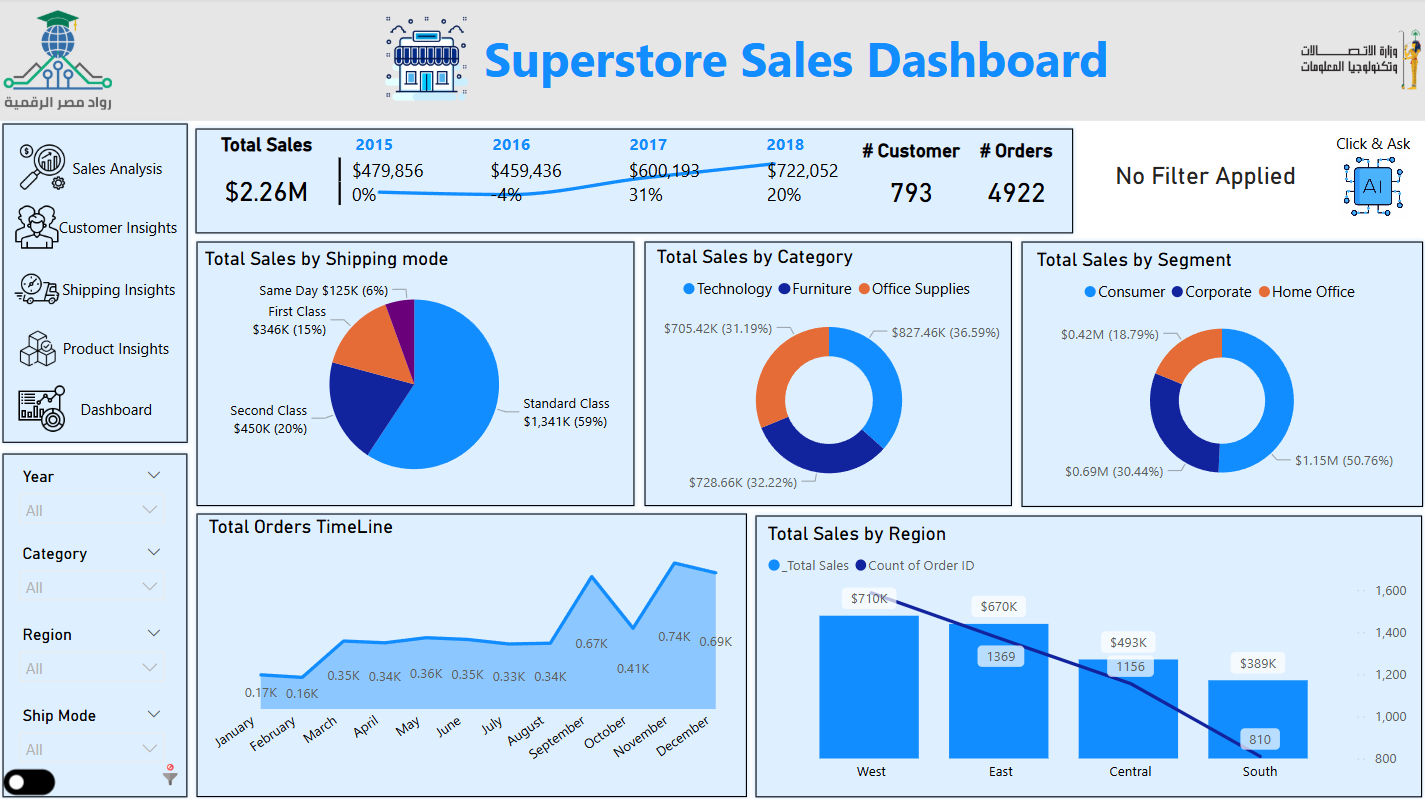 رواد مصر الرقمية
Superstore Sales Dashboard
وزارة الاتـصـــالات
وتكنولوجيا المعلومات
Sales Analysis
Customer Insights
Shipping Insights
Product Insights
Dashboard
Year
All
Category
All
Region
All
Ship Mode
All
Total Sales
$2.26M
2015 2016 2017 2018
$479,856 $459,436 $600,193 $722,052
0% -4% 31% 20%
# Customer # Orders
793 4922
No Filter Applied
Click & Ask
AI
Total Sales by Shipping mode
Same Day $125K (6%)
First Class
$346K (15%)
Second Class
$450K (20%)
Standard Class
$1,341K (59%)
Total Sales by Category
Technology Furniture Office Supplies
$705.42K (31.19%)
$827.46K (36.59%)
$728.66K (32.22%)
Total Sales by Segment
Consumer Corporate Home Office
$0.42M (18.79%)
$0.69M (30.44%)
$1.15M (50.76%)
Total Orders TimeLine
0.17K 0.16K 0.35K 0.34K 0.36K 0.35K 0.33K 0.34K 0.67K 0.41K 0.74K 0.69K
January February March April May June July August September October November December
Total Sales by Region
_Total Sales Count of Order ID
$710K $670K $493K $389K
1369 1156 810
1,600
1,400
1,200
1,000
800
West East Central South